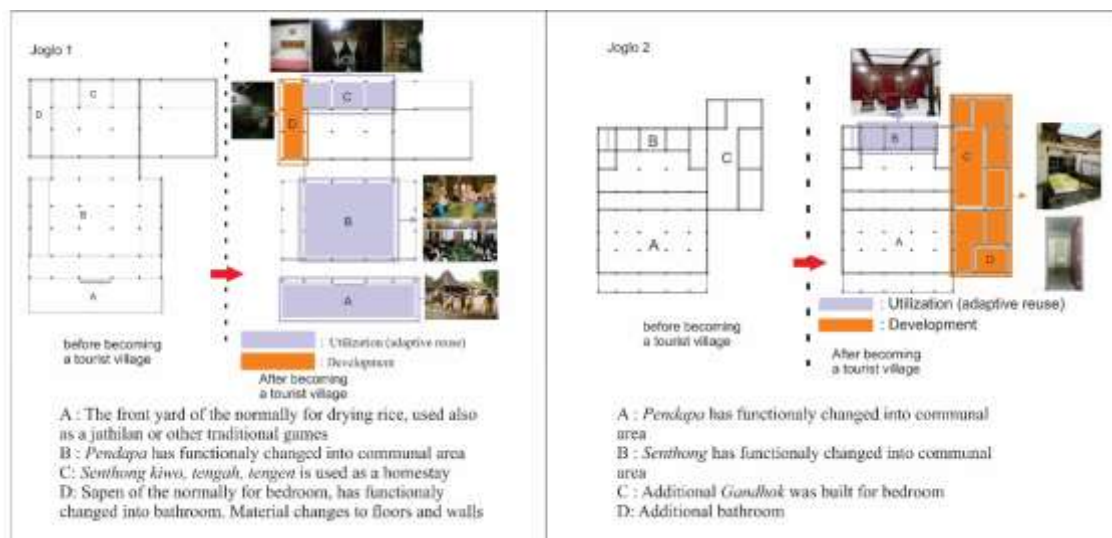 Joglo 1
C
D
B
A
before becoming
a tourist village
C
D
B
A
: Utilization (adaptive reuse)
: Development
After becoming
a tourist village
A : The front yard of the normally for drying rice, used also
as a jathilan or other traditional games
B : Pendapa has functionaly changed into communal area
C: Senthong kiwo, tengah, tengen is used as a homestay
D: Sapen of the normally for bedroom, has functionaly
changed into bathroom. Material changes to floors and walls
Joglo 2
B
C
A
before becoming
a tourist village
B
C
A
D
: Utilization (adaptive reuse)
: Development
After becoming
a tourist village
A : Pendapa has functionaly changed into communal
area
B : Senthong has functionaly changed into communal
area
C : Additional Gandhok was built for bedroom
D: Additional bathroom